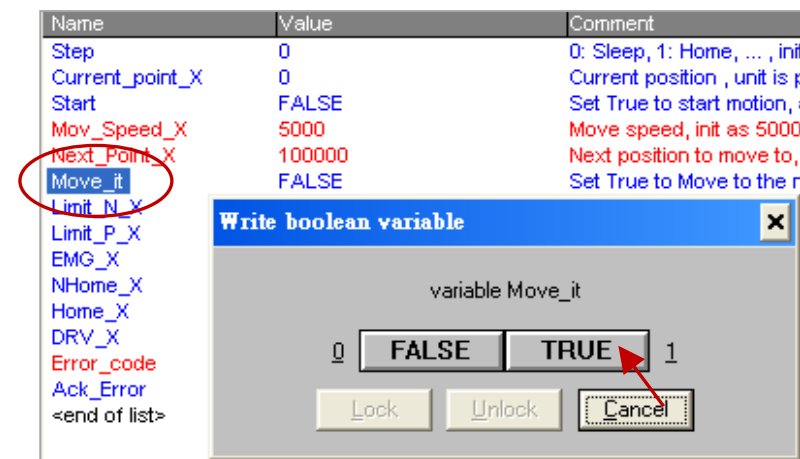 Name Value Comment
Step 0 0: Sleep, 1: Home, ... , init
Current_point_X 0 Current position , unit is p
Start FALSE Set True to start motion, a
Mov_Speed_X 5000 Move speed, init as 5000
Next_Point_X 100000 Next position to move to,
Move_it FALSE Set True to Move to the n
Limit_N_X
Limit_P_X
EMG_X
NHome_X
Home_X
DRV_X
Error_code
Ack_Error
<end of list>
Write boolean variable
variable Move_it
0 FALSE TRUE 1
Lock Unlock Cancel